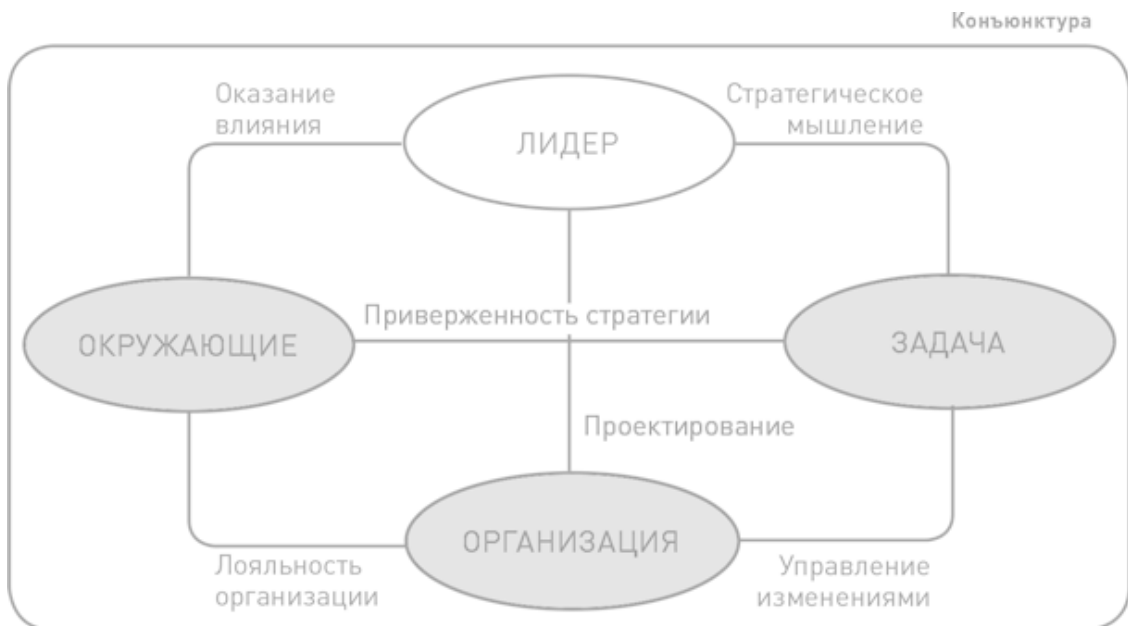 Конъюнктура
Оказание
влияния
ЛИДЕР
Стратегическое
мышление
Приверженность стратегии
ОКРУЖАЮЩИЕ
ЗАДАЧА
Проектирование
ОРГАНИЗАЦИЯ
Лояльность
организации
Управление
изменениями